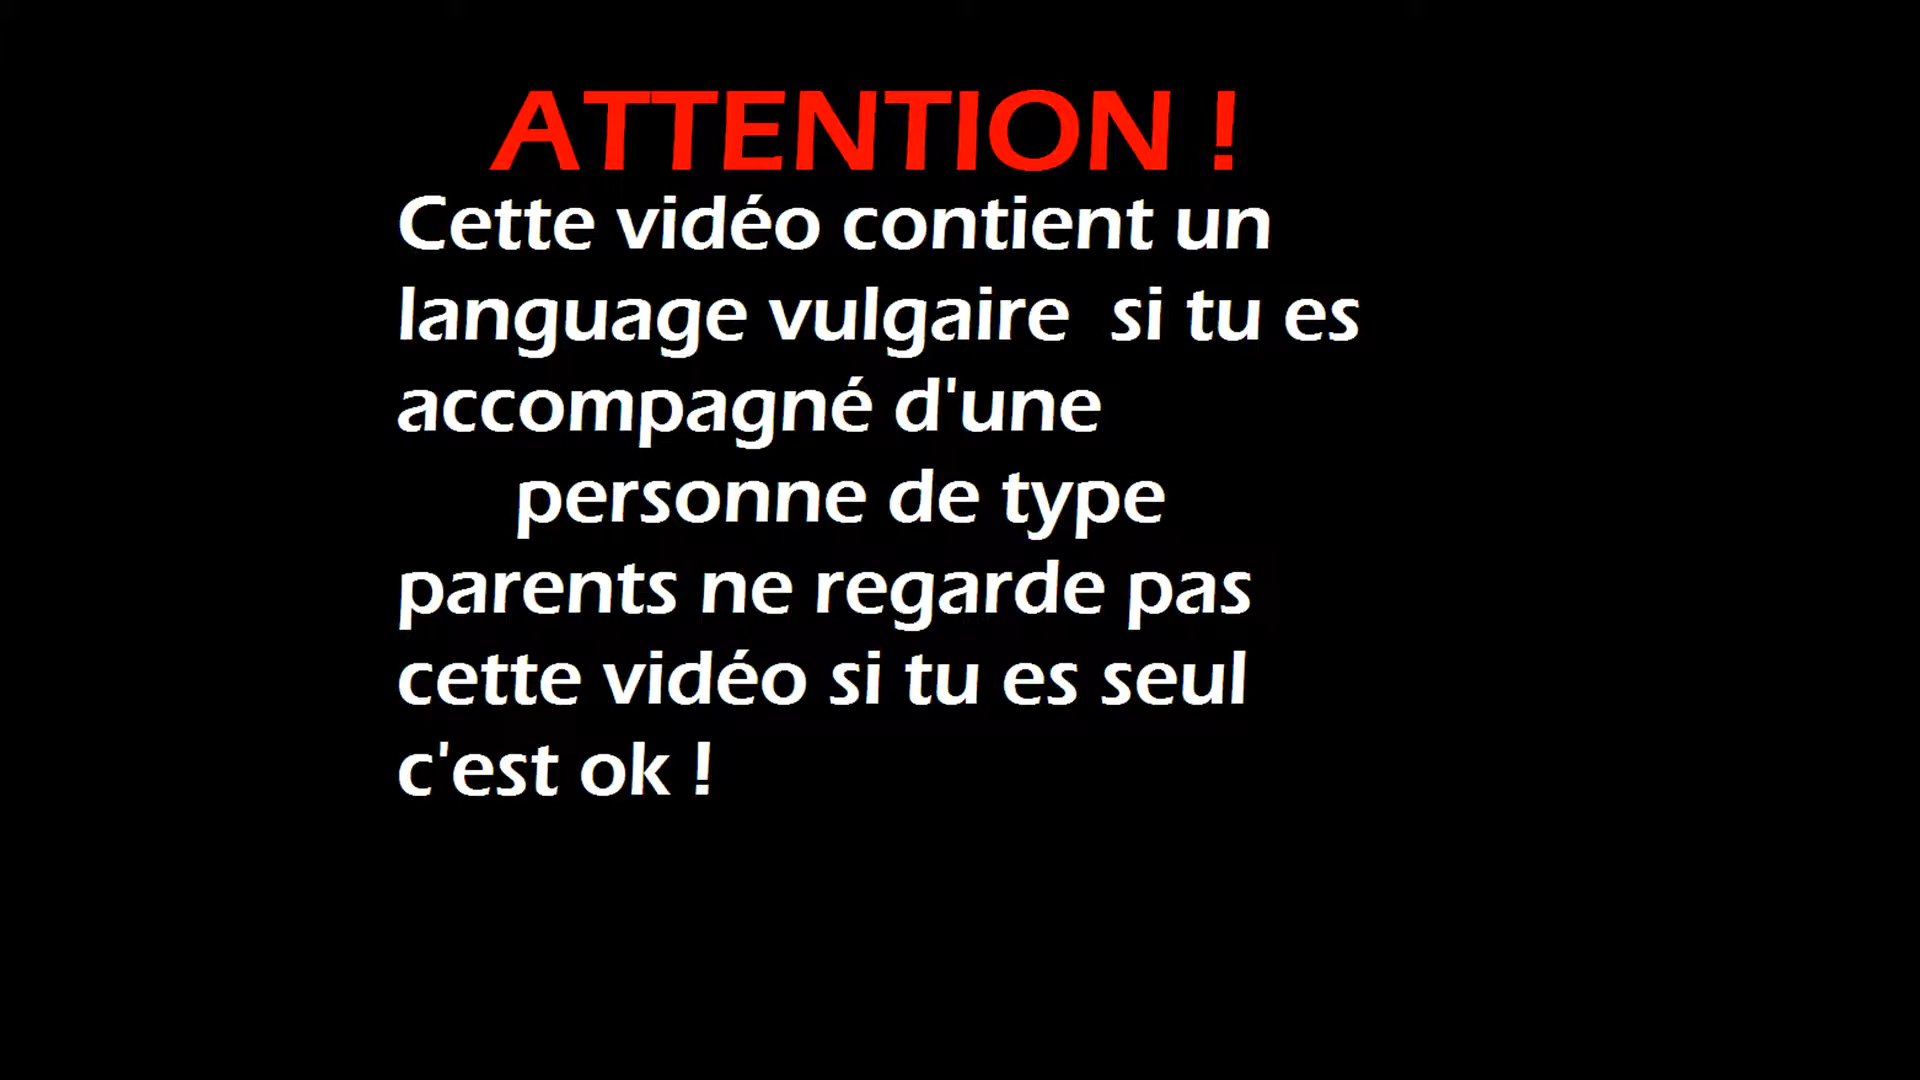 ATTENTION !
Cette vidéo contient un
language vulgaire  si tu es
accompagné d'une
personne de type
parents ne regarde pas
cette vidéo si tu es seul
c'est ok !